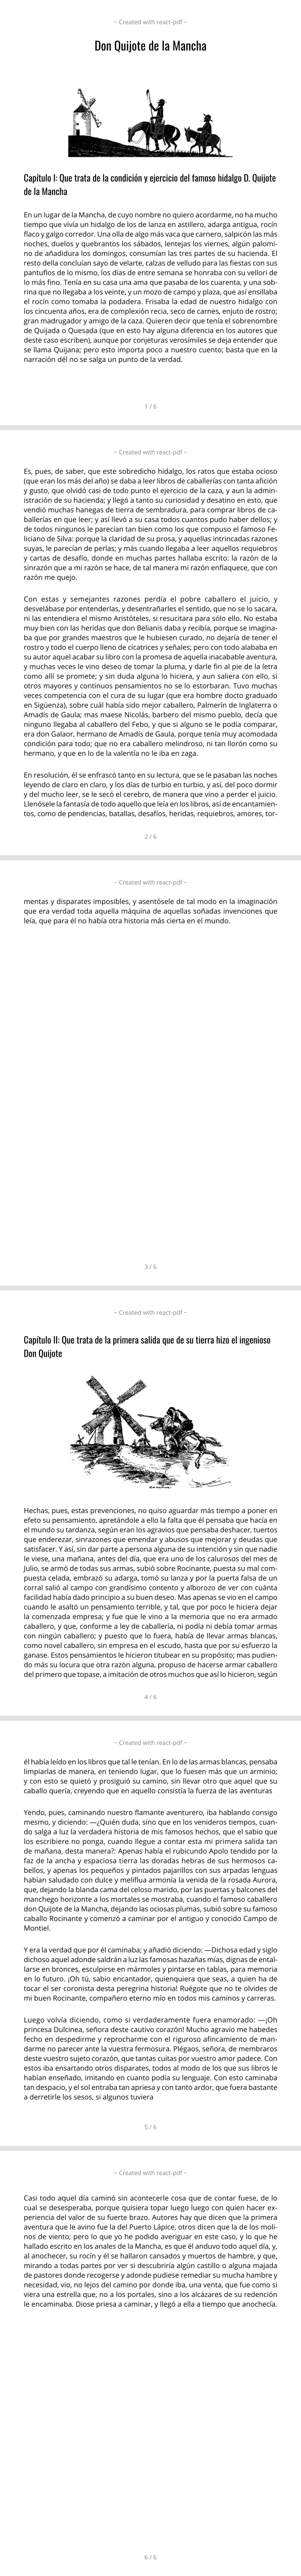 ~ Created with react-pdf ~
Don Quijote de la Mancha
Capítulo I: Que trata de la condición y ejercicio del famoso hidalgo D. Quijote
de la Mancha
En un lugar de la Mancha, de cuyo nombre no quiero acordarme, no ha mucho
tiempo que vivía un hidalgo de los de lanza en astillero, adarga antigua, rocín
flaco y galgo corredor. Una olla de algo más vaca que carnero, salpicón las más
noches, duelos y quebrantos los sábados, lentejas los viernes, algún palomi-
no de añadidura los domingos, consumían las tres partes de su hacienda. El
resto della concluían sayo de velarte, calzas de velludo para las fiestas con sus
pantuflos de lo mismo, los días de entre semana se honraba con su vellori de
lo más fino. Tenía en su casa una ama que pasaba de los cuarenta, y una sob-
rina que no llegaba a los veinte, y un mozo de campo y plaza, que así ensillaba
el rocín como tomaba la podadera. Frisaba la edad de nuestro hidalgo con
los cincuenta años, era de complexión recia, seco de carnes, enjuto de rostro;
gran madrugador y amigo de la caza. Quieren decir que tenía el sobrenombre
de Quijada o Quesada (que en esto hay alguna diferencia en los autores que
deste caso escriben), aunque por conjeturas verosímiles se deja entender que
se llama Quijana; pero esto importa poco a nuestro cuento; basta que en la
narración dél no se salga un punto de la verdad.
1 / 6
~ Created with react-pdf ~
Es, pues, de saber, que este sobredicho hidalgo, los ratos que estaba ocioso
(que eran los más del año) se daba a leer libros de caballerías con tanta afición
y gusto, que olvidó casi de todo punto el ejercicio de la caza, y aun la admin-
istración de su hacienda; y llegó a tanto su curiosidad y desatino en esto, que
vendió muchas hanegas de tierra de sembradura, para comprar libros de ca-
ballerías en que leer; y así llevó a su casa todos cuantos pudo haber dellos; y
de todos ningunos le parecían tan bien como los que compuso el famoso Fe-
liciano de Silva: porque la claridad de su prosa, y aquellas intrincadas razones
suyas, le parecían de perlas; y más cuando llegaba a leer aquellos requiebros
y cartas de desafío, donde en muchas partes hallaba escrito: la razón de la
sinrazón que a mi razón se hace, de tal manera mi razón enflaquece, que con
razón me quejo.
Con estas y semejantes razones perdía el pobre caballero el juicio, y
desvelábase por entenderlas, y desentrañarles el sentido, que no se lo sacara,
ni las entendiera el mismo Aristóteles, si resucitara para sólo ello. No estaba
muy bien con las heridas que don Belianis daba y recibía, porque se imagina-
ba que por grandes maestros que le hubiesen curado, no dejaría de tener el
rostro y todo el cuerpo lleno de cicatrices y señales; pero con todo alababa en
su autor aquel acabar su libro con la promesa de aquella inacabable aventura,
y muchas veces le vino deseo de tomar la pluma, y darle fin al pie de la letra
como allí se promete; y sin duda alguna lo hiciera, y aun saliera con ello, si
otros mayores y continuos pensamientos no se lo estorbaran. Tuvo muchas
veces competencia con el cura de su lugar (que era hombre docto graduado
en Sigüenza), sobre cuál había sido mejor caballero, Palmerín de Inglaterra o
Amadís de Gaula; mas maese Nicolás, barbero del mismo pueblo, decía que
ninguno llegaba al caballero del Febo, y que si alguno se le podía comparar,
era don Galaor, hermano de Amadís de Gaula, porque tenía muy acomodada
condición para todo; que no era caballero melindroso, ni tan llorón como su
hermano, y que en lo de la valentía no le iba en zaga.
En resolución, él se enfrascó tanto en su lectura, que se le pasaban las noches
leyendo de claro en claro, y los días de turbio en turbio, y así, del poco dormir
y del mucho leer, se le secó el cerebro, de manera que vino a perder el juicio.
Llenósele la fantasía de todo aquello que leía en los libros, así de encantamien-
tos, como de pendencias, batallas, desafíos, heridas, requiebros, amores, tor-
2 / 6
~ Created with react-pdf ~
mentas y disparates imposibles, y asentósele de tal modo en la imaginación
que era verdad toda aquella máquina de aquellas soñadas invenciones que
leía, que para él no había otra historia más cierta en el mundo.
3 / 6
~ Created with react-pdf ~
Capítulo II: Que trata de la primera salida que de su tierra hizo el ingenioso
Don Quijote
Hechas, pues, estas prevenciones, no quiso aguardar más tiempo a poner en
efeto su pensamiento, apretándole a ello la falta que él pensaba que hacía en
el mundo su tardanza, según eran los agravios que pensaba deshacer, tuertos
que enderezar, sinrazones que emendar y abusos que mejorar y deudas que
satisfacer. Y así, sin dar parte a persona alguna de su intención y sin que nadie
le viese, una mañana, antes del día, que era uno de los calurosos del mes de
Julio, se armó de todas sus armas, subió sobre Rocinante, puesta su mal com-
puesta celada, embrazó su adarga, tomó su lanza y por la puerta falsa de un
corral salió al campo con grandísimo contento y alborozo de ver con cuánta
facilidad había dado principio a su buen deseo. Mas apenas se vio en el campo
cuando le asaltó un pensamiento terrible, y tal, que por poco le hiciera dejar
la comenzada empresa; y fue que le vino a la memoria que no era armado
caballero, y que, conforme a ley de caballería, ni podía ni debía tomar armas
con ningún caballero; y puesto que lo fuera, había de llevar armas blancas,
como novel caballero, sin empresa en el escudo, hasta que por su esfuerzo la
ganase. Estos pensamientos le hicieron titubear en su propósito; mas pudien-
do más su locura que otra razón alguna, propuso de hacerse armar caballero
del primero que topase, a imitación de otros muchos que así lo hicieron, según
4 / 6
~ Created with react-pdf ~
él había leído en los libros que tal le tenían. En lo de las armas blancas, pensaba
limpiarlas de manera, en teniendo lugar, que lo fuesen más que un armino;
y con esto se quietó y prosiguió su camino, sin llevar otro que aquel que su
caballo quería, creyendo que en aquello consistía la fuerza de las aventuras
Yendo, pues, caminando nuestro flamante aventurero, iba hablando consigo
mesmo, y diciendo: —¿Quién duda, sino que en los venideros tiempos, cuan-
do salga a luz la verdadera historia de mis famosos hechos, que el sabio que
los escribiere no ponga, cuando llegue a contar esta mi primera salida tan
de mañana, desta manera?: Apenas había el rubicundo Apolo tendido por la
faz de la ancha y espaciosa tierra las doradas hebras de sus hermosos ca-
bellos, y apenas los pequeños y pintados pajarillos con sus arpadas lenguas
habían saludado con dulce y meliflua armonía la venida de la rosada Aurora,
que, dejando la blanda cama del celoso marido, por las puertas y balcones del
manchego horizonte a los mortales se mostraba, cuando el famoso caballero
don Quijote de la Mancha, dejando las ociosas plumas, subió sobre su famoso
caballo Rocinante y comenzó a caminar por el antiguo y conocido Campo de
Montiel.
Y era la verdad que por él caminaba; y añadió diciendo: —Dichosa edad y siglo
dichoso aquel adonde saldrán a luz las famosas hazañas mías, dignas de ental-
larse en bronces, esculpirse en mármoles y pintarse en tablas, para memoria
en lo futuro. ¡Oh tú, sabio encantador, quienquiera que seas, a quien ha de
tocar el ser coronista desta peregrina historia! Ruégote que no te olvides de
mi buen Rocinante, compañero eterno mío en todos mis caminos y carreras.
Luego volvía diciendo, como si verdaderamente fuera enamorado: —¡Oh
princesa Dulcinea, señora deste cautivo corazón! Mucho agravio me habedes
fecho en despedirme y reprocharme con el riguroso afincamiento de man-
darme no parecer ante la vuestra fermosura. Plégaos, señora, de membraros
deste vuestro sujeto corazón, que tantas cuitas por vuestro amor padece. Con
estos iba ensartando otros disparates, todos al modo de los que sus libros le
habían enseñado, imitando en cuanto podía su lenguaje. Con esto caminaba
tan despacio, y el sol entraba tan apriesa y con tanto ardor, que fuera bastante
a derretirle los sesos, si algunos tuviera
5 / 6
~ Created with react-pdf ~
Casi todo aquel día caminó sin acontecerle cosa que de contar fuese, de lo
cual se desesperaba, porque quisiera topar luego luego con quien hacer ex-
periencia del valor de su fuerte brazo. Autores hay que dicen que la primera
aventura que le avino fue la del Puerto Lápice, otros dicen que la de los moli-
nos de viento; pero lo que yo he podido averiguar en este caso, y lo que he
hallado escrito en los anales de la Mancha, es que él anduvo todo aquel día, y,
al anochecer, su rocín y él se hallaron cansados y muertos de hambre, y que,
mirando a todas partes por ver si descubriría algún castillo o alguna majada
de pastores donde recogerse y adonde pudiese remediar su mucha hambre y
necesidad, vio, no lejos del camino por donde iba, una venta, que fue como si
viera una estrella que, no a los portales, sino a los alcázares de su redención
le encaminaba. Diose priesa a caminar, y llegó a ella a tiempo que anochecía.
6 / 6